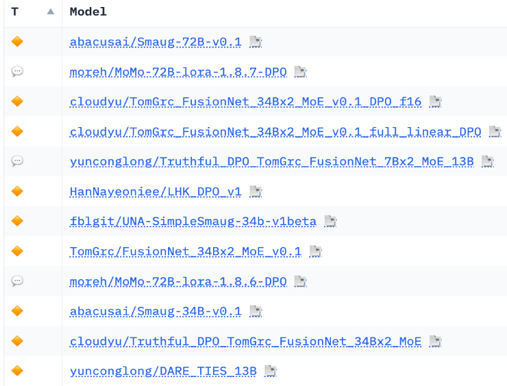 T Model
abacusai/Smaug-72B-v0.1
moreh/MoMo-72B-lora-1.8.7-DPO
cloudyu/TomGrc_FusionNet_34Bx2_MoE_v0.1_DPO_f16
cloudyu/TomGrc_FusionNet_34Bx2_MoE_v0.1_full_linear_DPO
yunconglong/Truthful_DPO_TomGrc_FusionNet_7Bx2_MoE_13B
HanNayeoniee/LHK_DPO_v1
fblgit/UNA-SimpleSmaug-34b-v1beta
TomGrc/FusionNet_34Bx2_MoE_v0.1
moreh/MoMo-72B-lora-1.8.6-DPO
abacusai/Smaug-34B-v0.1
cloudyu/Truthful_DPO_TomGrc_FusionNet_34Bx2_MoE
yunconglong/DARE_TIES_13B